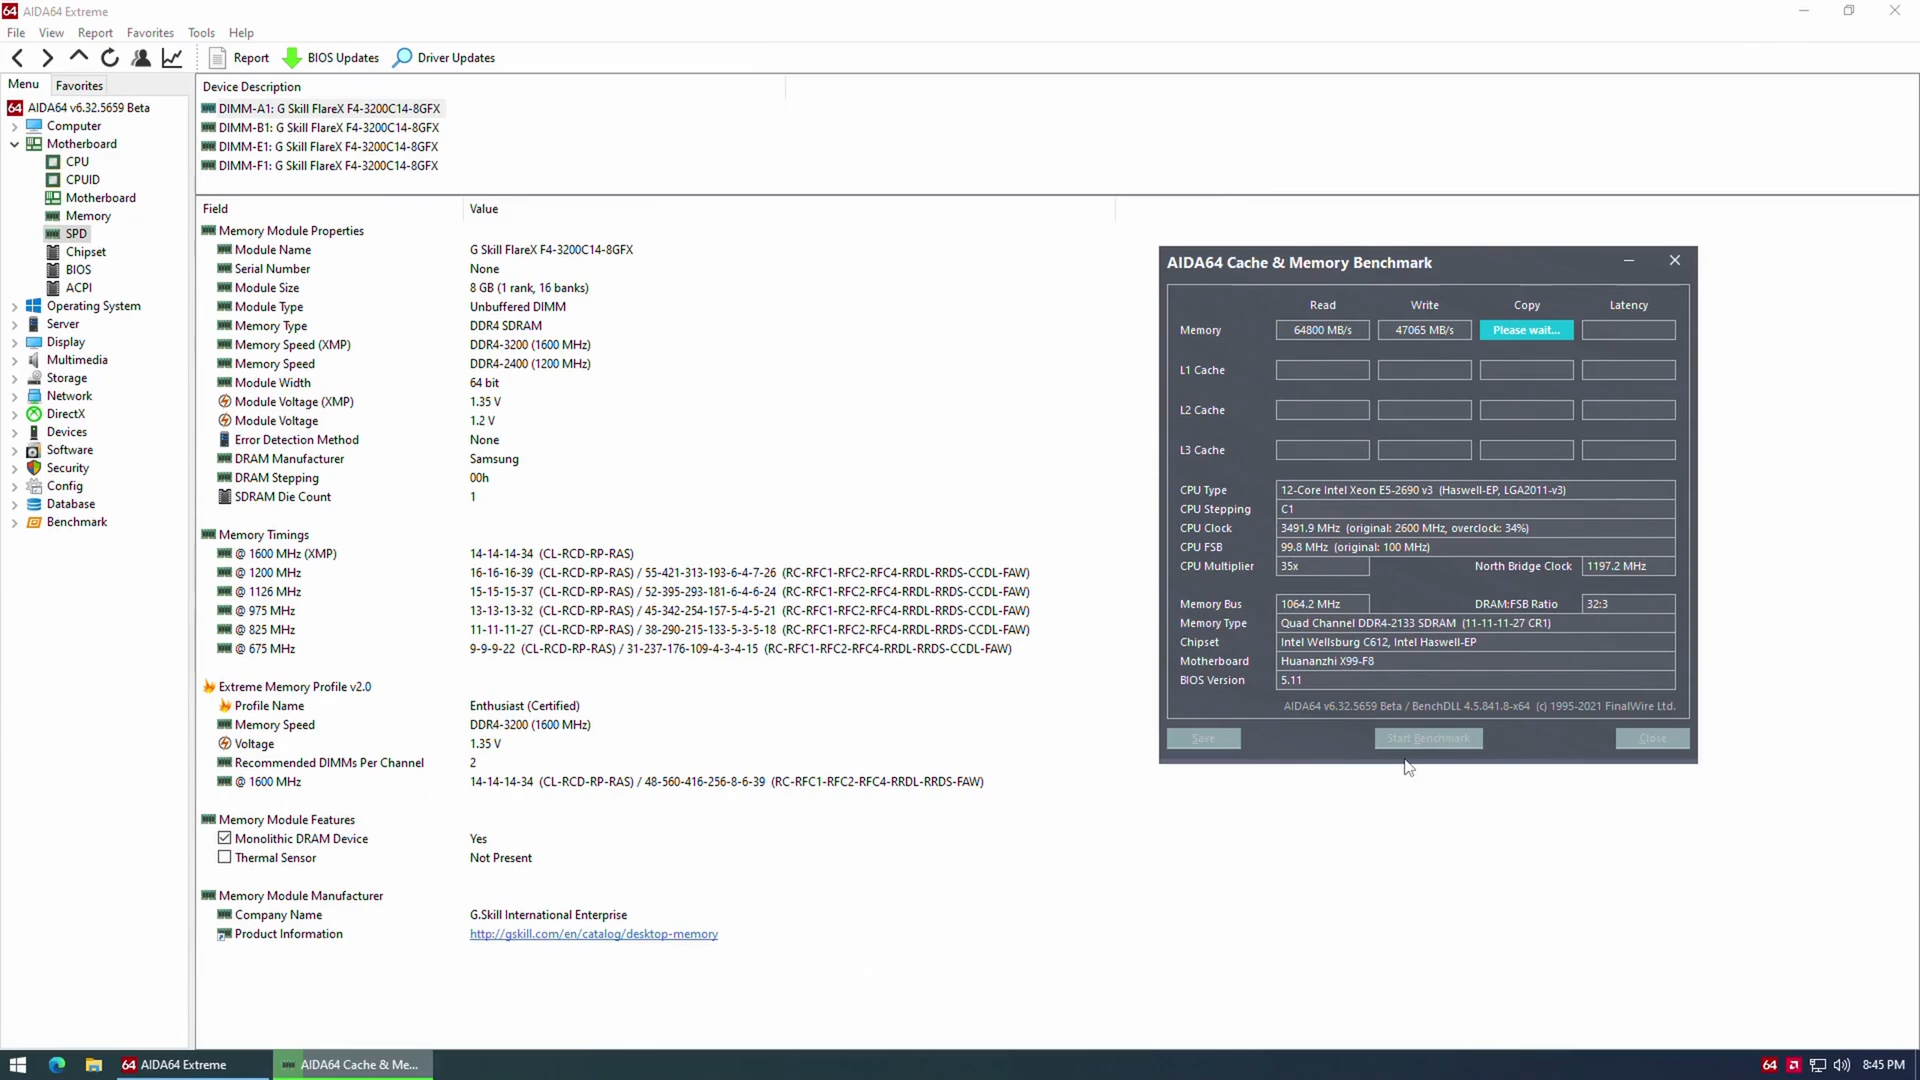 64 AIDA64 Extreme
File View Report Favorites Tools Help
Report BIOS Updates Driver Updates
Menu Favorites
64 AIDA64 v6.32.5659 Beta
Computer
Motherboard
CPU
CPUID
Motherboard
Memory
SPD
Chipset
BIOS
ACPI
Operating System
Server
Display
Multimedia
Storage
Network
DirectX
Devices
Software
Security
Config
Database
Benchmark
Device Description
DIMM-A1: G Skill FlareX F4-3200C14-8GFX
DIMM-B1: G Skill FlareX F4-3200C14-8GFX
DIMM-E1: G Skill FlareX F4-3200C14-8GFX
DIMM-F1: G Skill FlareX F4-3200C14-8GFX
Field Value
Memory Module Properties
Module Name G Skill FlareX F4-3200C14-8GFX
Serial Number None
Module Size 8 GB (1 rank, 16 banks)
Module Type Unbuffered DIMM
Memory Type DDR4 SDRAM
Memory Speed (XMP) DDR4-3200 (1600 MHz)
Memory Speed DDR4-2400 (1200 MHz)
Module Width 64 bit
Module Voltage (XMP) 1.35 V
Module Voltage 1.2 V
Error Detection Method None
DRAM Manufacturer Samsung
DRAM Stepping 00h
SDRAM Die Count 1
Memory Timings
@ 1600 MHz (XMP) 14-14-14-34 (CL-RCD-RP-RAS)
@ 1200 MHz 16-16-16-39 (CL-RCD-RP-RAS) / 55-421-313-193-6-4-7-26 (RC-RFC1-RFC2-RFC4-RRDL-RRDS-CCDL-FAW)
@ 1126 MHz 15-15-15-37 (CL-RCD-RP-RAS) / 52-395-293-181-6-4-6-24 (RC-RFC1-RFC2-RFC4-RRDL-RRDS-CCDL-FAW)
@ 975 MHz 13-13-13-32 (CL-RCD-RP-RAS) / 45-342-254-157-5-4-5-21 (RC-RFC1-RFC2-RFC4-RRDL-RRDS-CCDL-FAW)
@ 825 MHz 11-11-11-27 (CL-RCD-RP-RAS) / 38-290-215-133-5-3-5-18 (RC-RFC1-RFC2-RFC4-RRDL-RRDS-CCDL-FAW)
@ 675 MHz 9-9-9-22 (CL-RCD-RP-RAS) / 31-237-176-109-4-3-4-15 (RC-RFC1-RFC2-RFC4-RRDL-RRDS-CCDL-FAW)
Extreme Memory Profile v2.0
Profile Name Enthusiast (Certified)
Memory Speed DDR4-3200 (1600 MHz)
Voltage 1.35 V
Recommended DIMMs Per Channel 2
@ 1600 MHz 14-14-14-34 (CL-RCD-RP-RAS) / 48-560-416-256-8-6-39 (RC-RFC1-RFC2-RFC4-RRDL-RRDS-FAW)
Memory Module Features
Monolithic DRAM Device Yes
Thermal Sensor Not Present
Memory Module Manufacturer
Company Name G.Skill International Enterprise
Product Information http://gskill.com/en/catalog/desktop-memory
AIDA64 Cache & Memory Benchmark
Read Write Copy Latency
Memory 64800 MB/s 47065 MB/s Please wait...
L1 Cache
L2 Cache
L3 Cache
CPU Type 12-Core Intel Xeon E5-2690 v3 (Haswell-EP, LGA2011-v3)
CPU Stepping C1
CPU Clock 3491.9 MHz (original: 2600 MHz, overclock: 34%)
CPU FSB 99.8 MHz (original: 100 MHz)
CPU Multiplier 35x North Bridge Clock 1197.2 MHz
Memory Bus 1064.2 MHz DRAM:FSB Ratio 32:3
Memory Type Quad Channel DDR4-2133 SDRAM (11-11-11-27 CR1)
Chipset Intel Wellsburg C612, Intel Haswell-EP
Motherboard Huananzhi X99-F8
BIOS Version 5.11
AIDA64 v6.32.5659 Beta / BenchDLL 4.5.841.8-x64 (c) 1995-2021 FinalWire Ltd.
Save Start Benchmark Close
64 AIDA64 Extreme AIDA64 Cache & Me... 64 8:45 PM